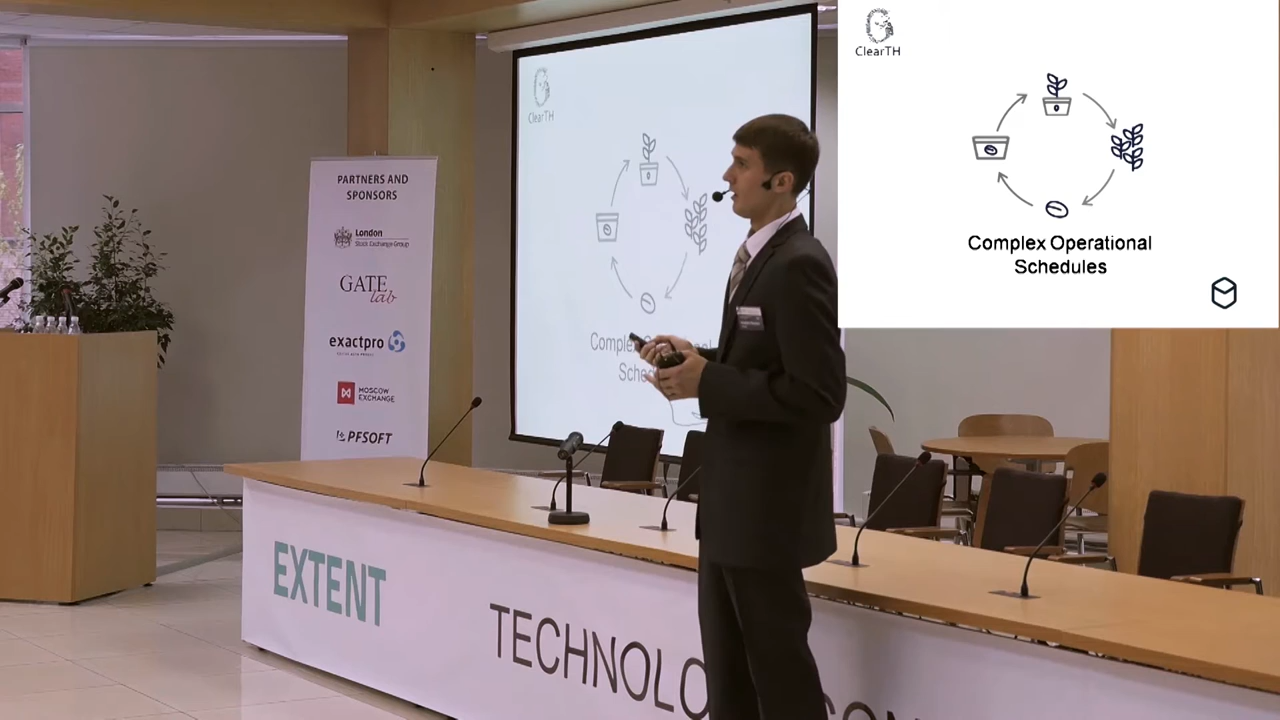 PARTNERS AND
SPONSORS
London
Stock Exchange Group
GATE
lab
exactpro
MOSCOW
EXCHANGE
PFSOFT
ClearTH
ClearTH
Complex Operational
Schedules
EXTENT
TECHNOLO